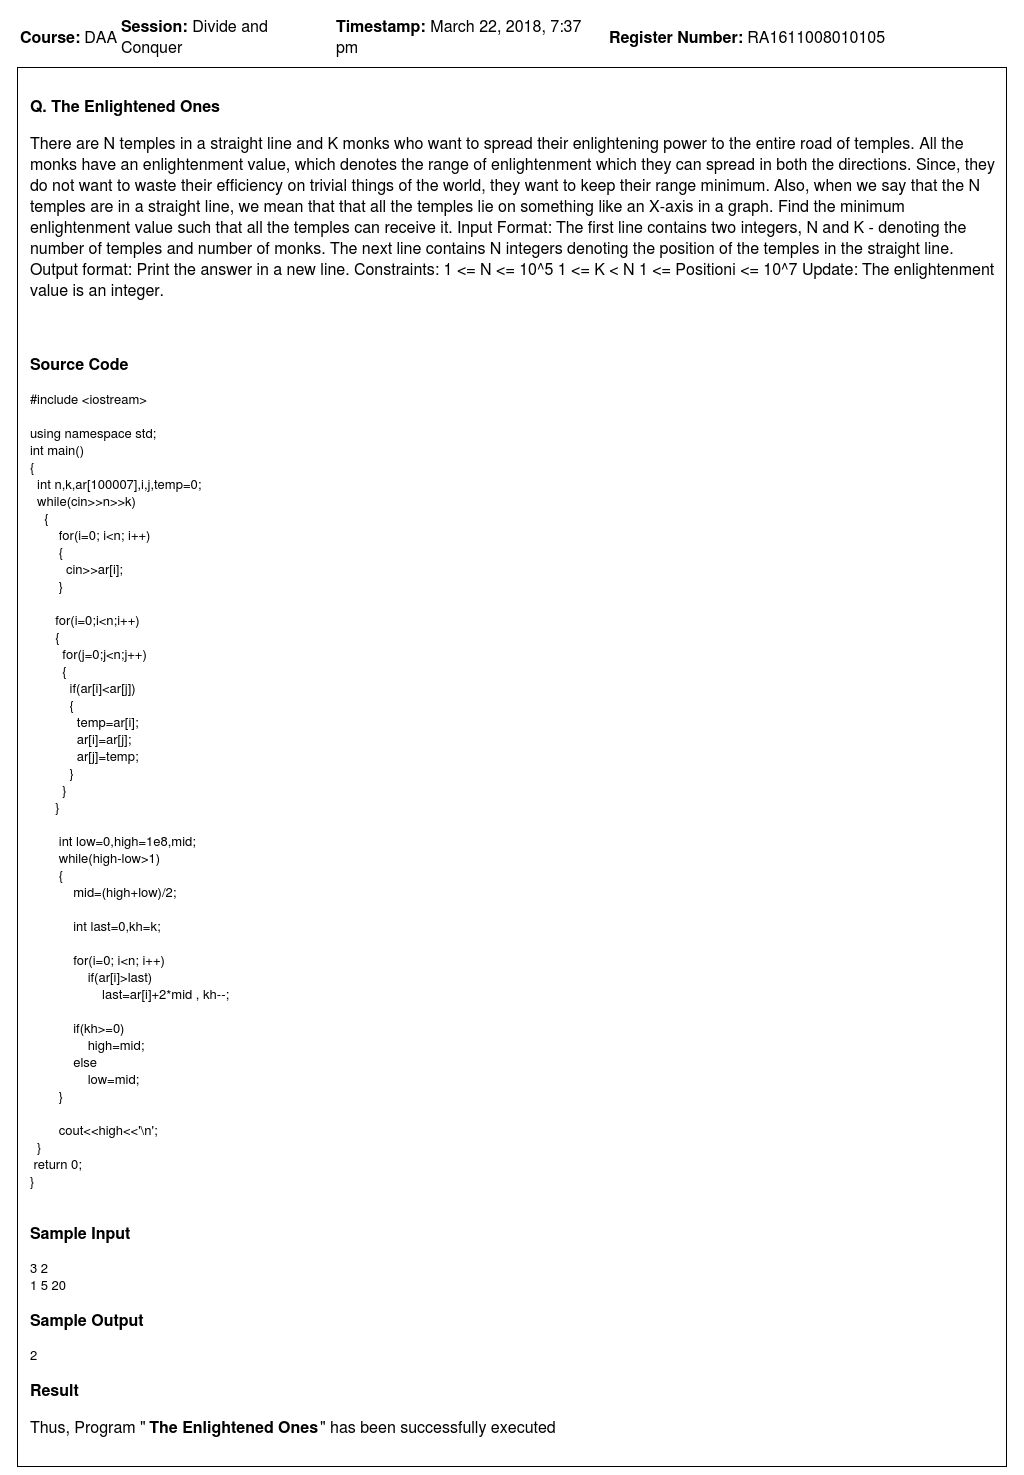 Course: DAA Session: Divide and Conquer Timestamp: March 22, 2018, 7:37 pm Register Number: RA1611008010105
Q. The Enlightened Ones
There are N temples in a straight line and K monks who want to spread their enlightening power to the entire road of temples. All the
monks have an enlightenment value, which denotes the range of enlightenment which they can spread in both the directions. Since, they
do not want to waste their efficiency on trivial things of the world, they want to keep their range minimum. Also, when we say that the N
temples are in a straight line, we mean that that all the temples lie on something like an X-axis in a graph. Find the minimum
enlightenment value such that all the temples can receive it. Input Format: The first line contains two integers, N and K - denoting the
number of temples and number of monks. The next line contains N integers denoting the position of the temples in the straight line.
Output format: Print the answer in a new line. Constraints: 1 <= N <= 10^5 1 <= K < N 1 <= Positioni <= 10^7 Update: The enlightenment
value is an integer.
Source Code
#include <iostream>
using namespace std;
int main()
{
int n,k,ar[100007],i,j,temp=0;
while(cin>>n>>k)
{
for(i=0; i<n; i++)
{
cin>>ar[i];
}
for(i=0;i<n;i++)
{
for(j=0;j<n;j++)
{
if(ar[i]<ar[j])
{
temp=ar[i];
ar[i]=ar[j];
ar[j]=temp;
}
}
}
int low=0,high=1e8,mid;
while(high-low>1)
{
mid=(high+low)/2;
int last=0,kh=k;
for(i=0; i<n; i++)
if(ar[i]>last)
last=ar[i]+2*mid , kh--;
if(kh>=0)
high=mid;
else
low=mid;
}
cout<<high<<'\n';
}
return 0;
}
Sample Input
3 2
1 5 20
Sample Output
2
Result
Thus, Program " The Enlightened Ones" has been successfully executed